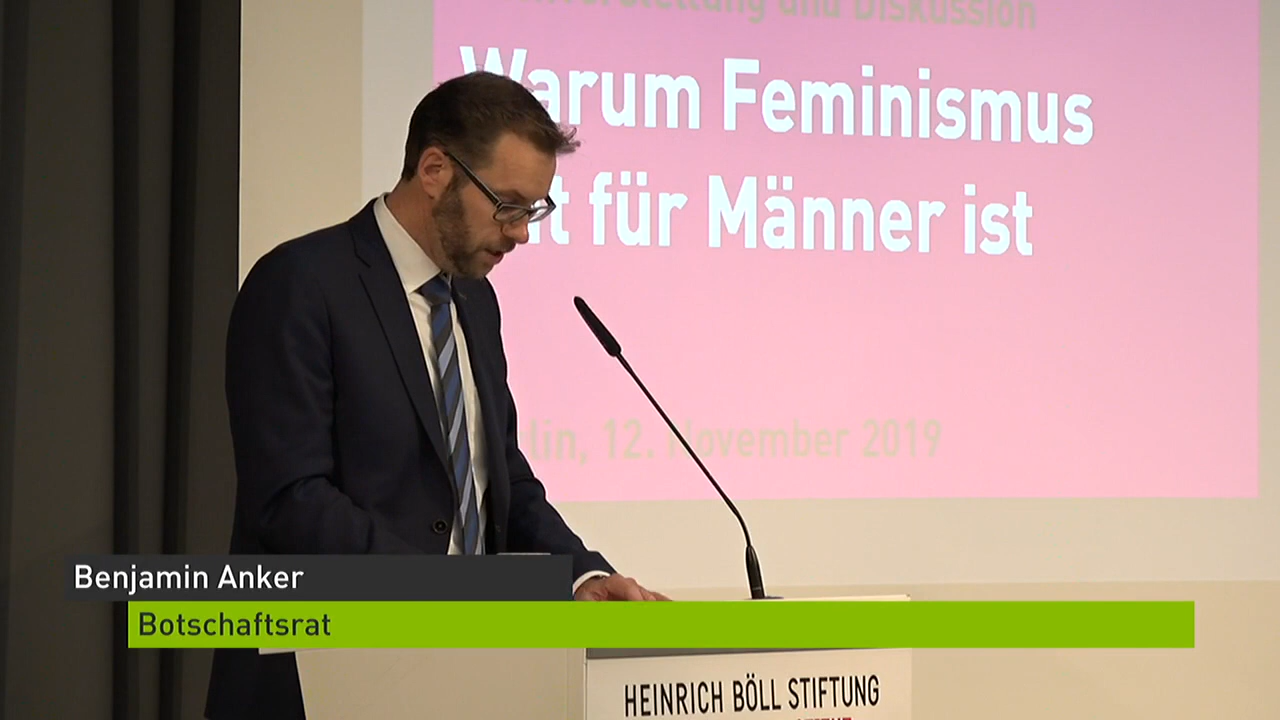 und Diskussion
Warum Feminismus
für Männer ist
12. November 2019
Benjamin Anker
Botschaftsrat
HEINRICH BÖLL STIFTUNG